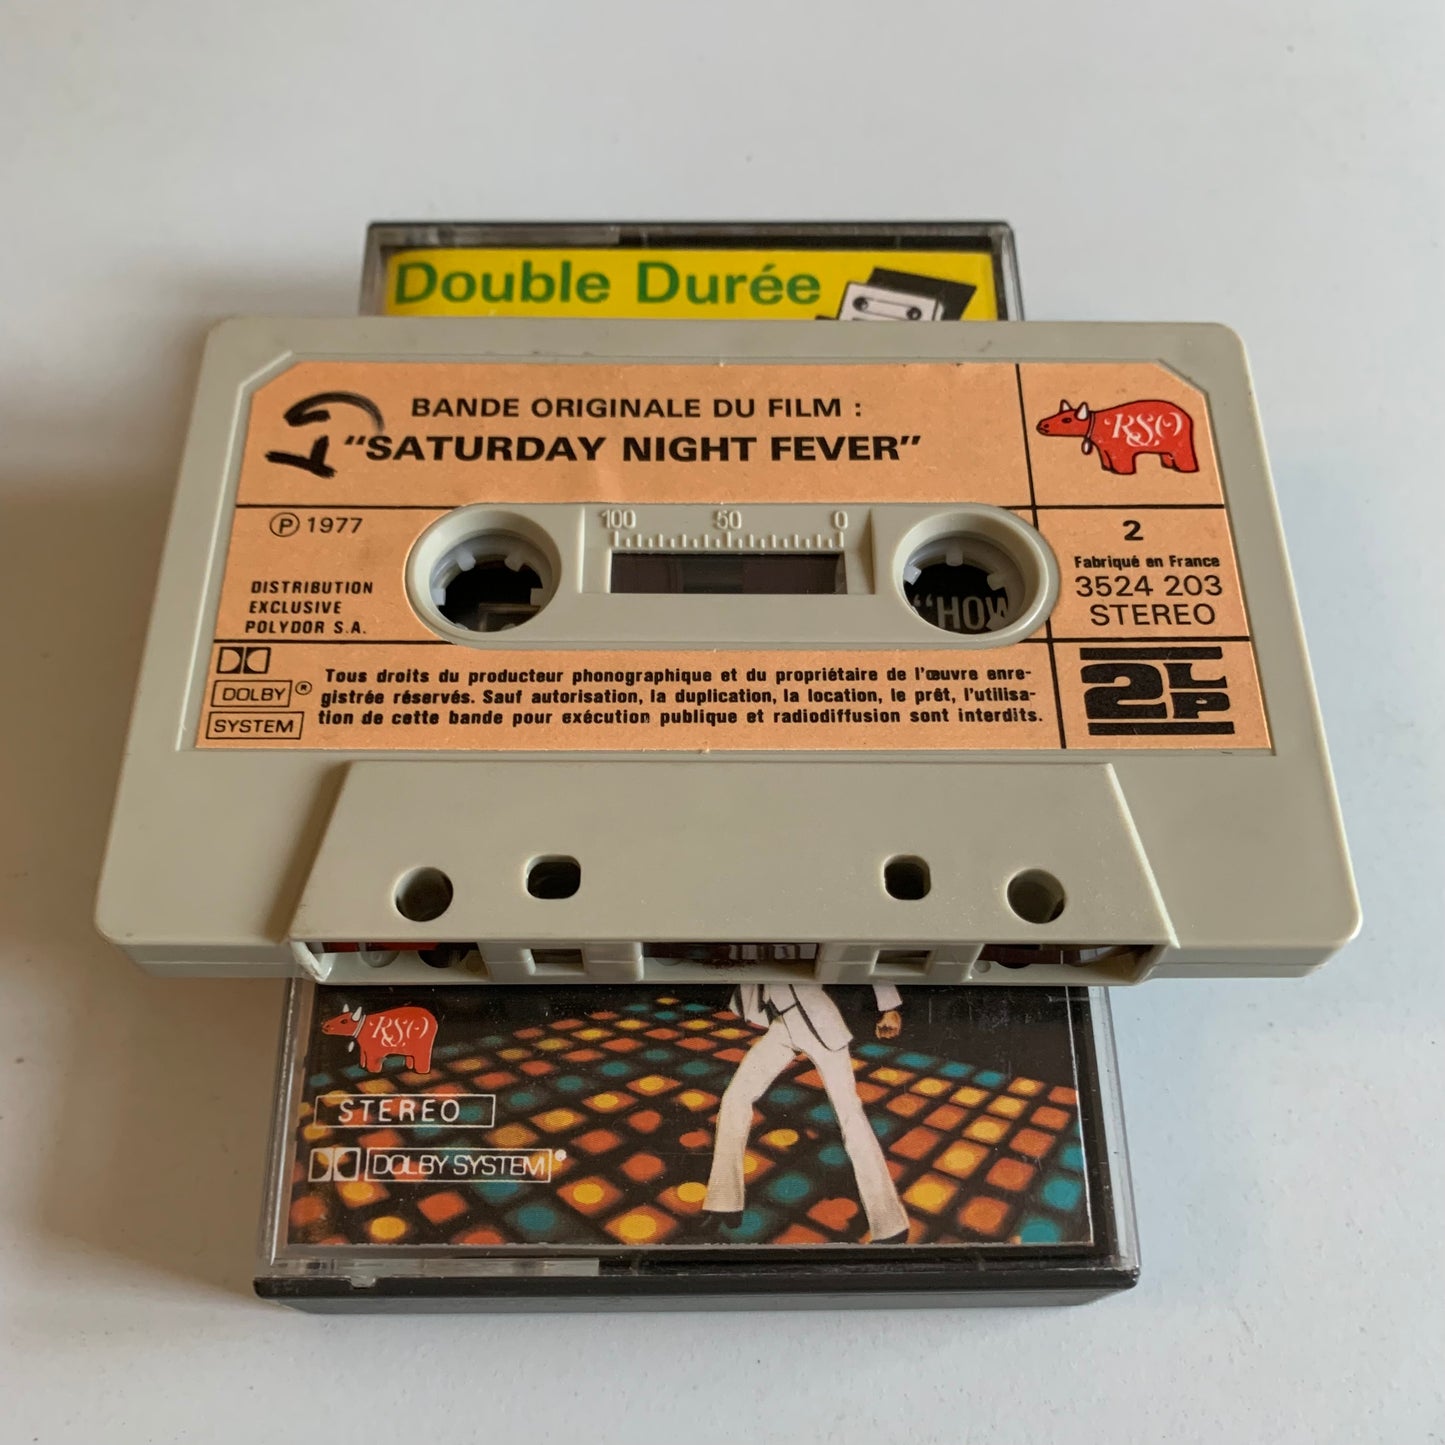 Double Durée
BANDE ORIGINALE DU FILM :
"SATURDAY NIGHT FEVER"
RSO
Ⓟ 1977
100 50 0
2
Fabriqué en France
3524 203
STEREO
DISTRIBUTION
EXCLUSIVE
POLYDOR S.A.
"HOW
DOLBY ®
SYSTEM
Tous droits du producteur phonographique et du propriétaire de l'œuvre enre-
gistrée réservés. Sauf autorisation, la duplication, la location, le prêt, l'utilisa-
tion de cette bande pour exécution publique et radiodiffusion sont interdits.
2LP
RSO
STEREO
DOLBY SYSTEM